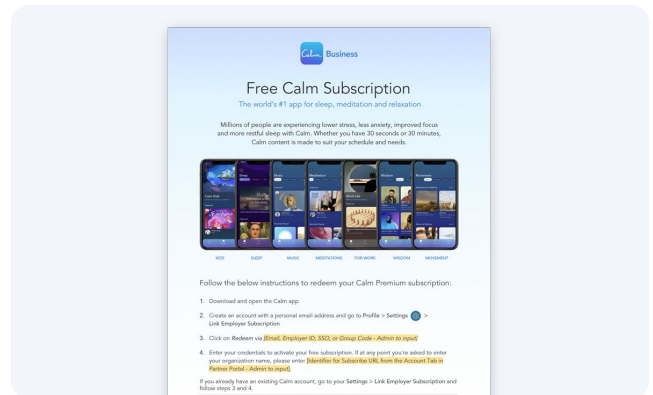 Calm Business
Free Calm Subscription
The world's #1 app for sleep, meditation and relaxation
Millions of people are experiencing lower stress, less anxiety, improved focus
and more restful sleep with Calm. Whether you have 30 seconds or 30 minutes,
Calm content is made to suit your schedule and needs.
Sleep Music Meditation Wisdom Movement
KIDS SLEEP MUSIC MEDITATIONS FOR WORK WISDOM MOVEMENT
Follow the below instructions to redeem your Calm Premium subscription:
1. Download and open the Calm app
2. Create an account with a personal email address and go to Profile > Settings >
Link Employer Subscription
3. Click on Redeem via [Email, Employer ID, SSO, or Group Code - Admin to input]
4. Enter your credentials to activate your free subscription. If at any point you're asked to enter
your organization name, please enter [Identifier for Subscribe URL from the Account Tab in
Partner Portal - Admin to input].
If you already have an existing Calm account, go to your Settings > Link Employer Subscription and
follow steps 3 and 4.